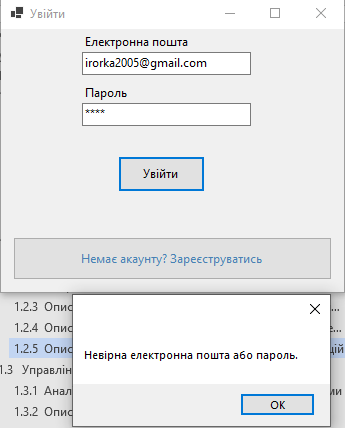 Увійти
Електронна пошта
irorka2005@gmail.com
Пароль
****
Увійти
Немає акаунту? Зареєструватись
1.2.3 Опис
1.2.4 Опис
1.2.5 Опис
1.3 Управлін
1.3.1 Анал
1.3.2 Опис
Невірна електронна пошта або пароль.
OK